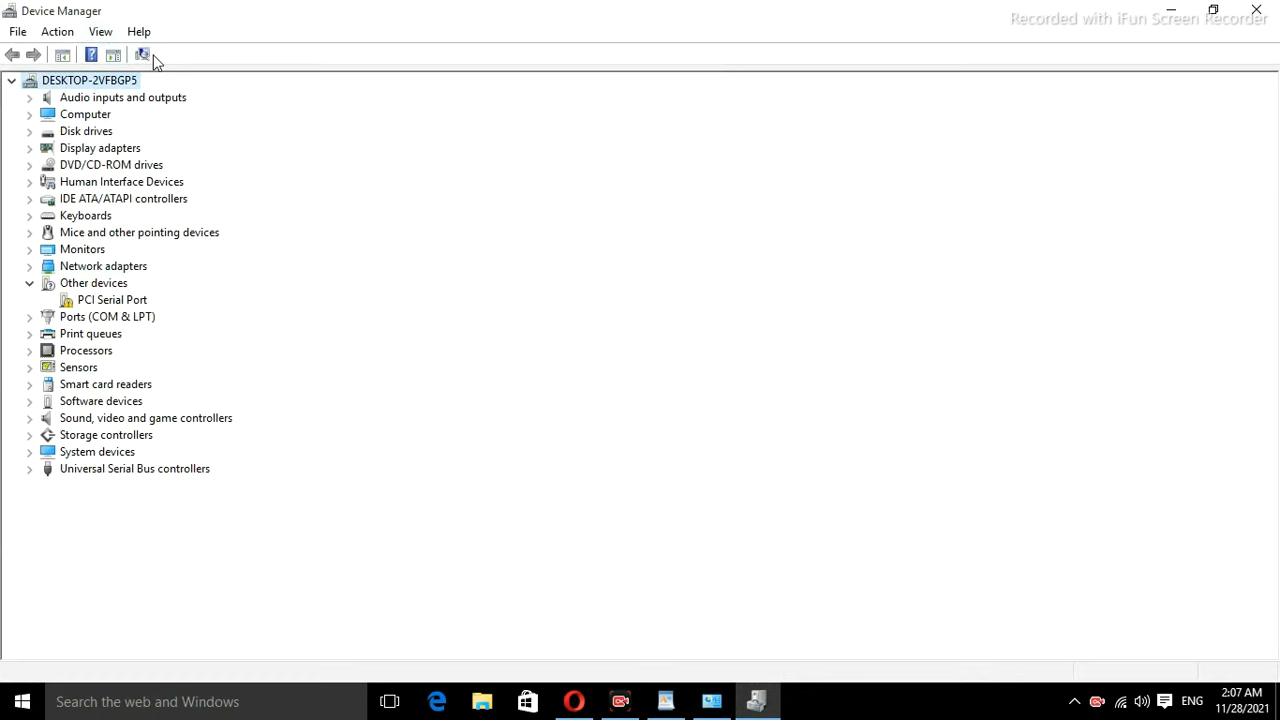 Device Manager
Recorded with iFun Screen Recorder
File Action View Help
DESKTOP-2VFBGP5
Audio inputs and outputs
Computer
Disk drives
Display adapters
DVD/CD-ROM drives
Human Interface Devices
IDE ATA/ATAPI controllers
Keyboards
Mice and other pointing devices
Monitors
Network adapters
Other devices
PCI Serial Port
Ports (COM & LPT)
Print queues
Processors
Sensors
Smart card readers
Software devices
Sound, video and game controllers
Storage controllers
System devices
Universal Serial Bus controllers
Search the web and Windows
ENG
2:07 AM
11/28/2021